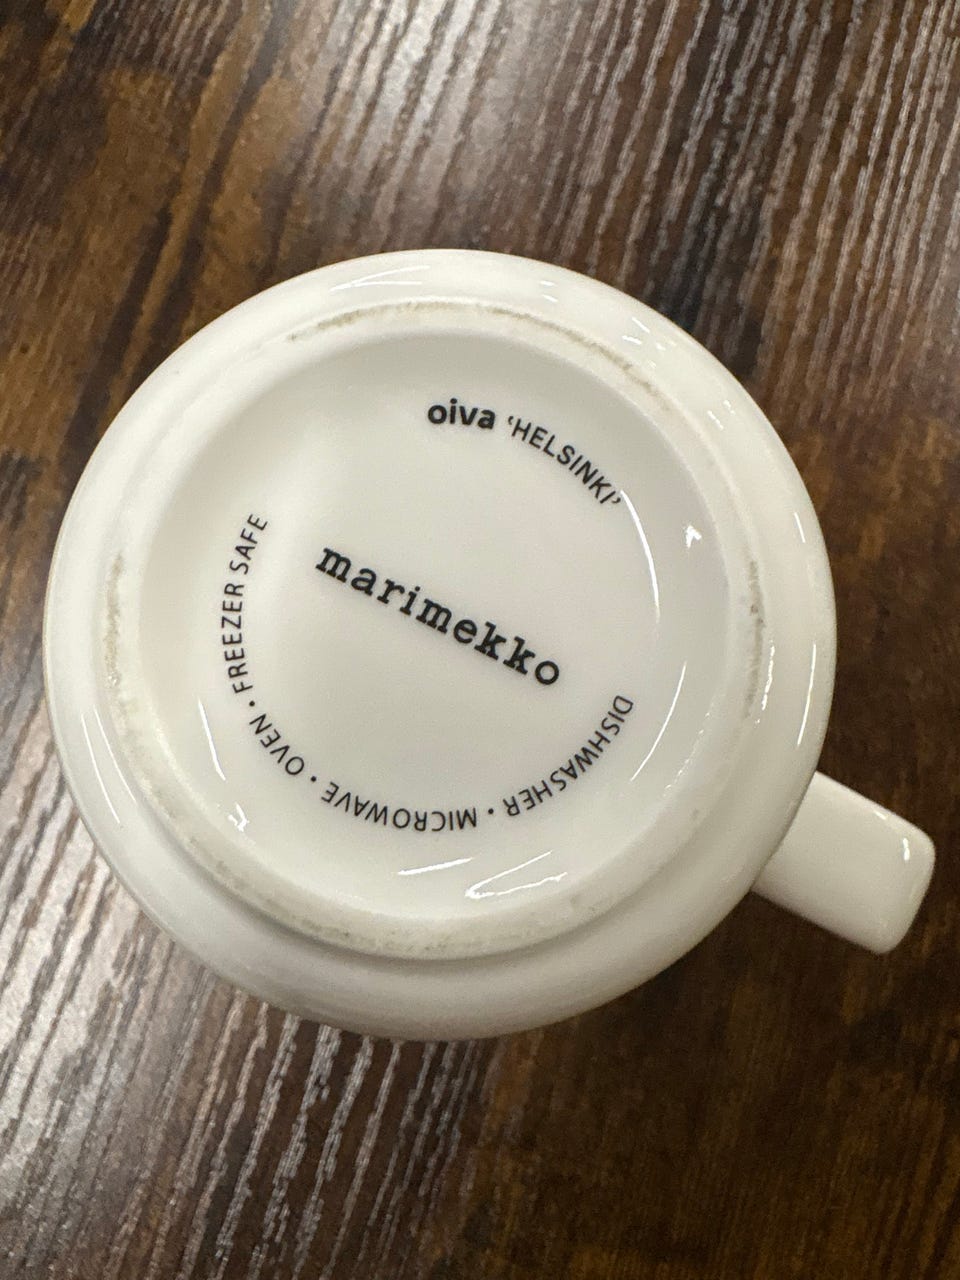 oiva 'HELSINKI'
marimekko
DISHWASHER • MICROWAVE • OVEN • FREEZER SAFE